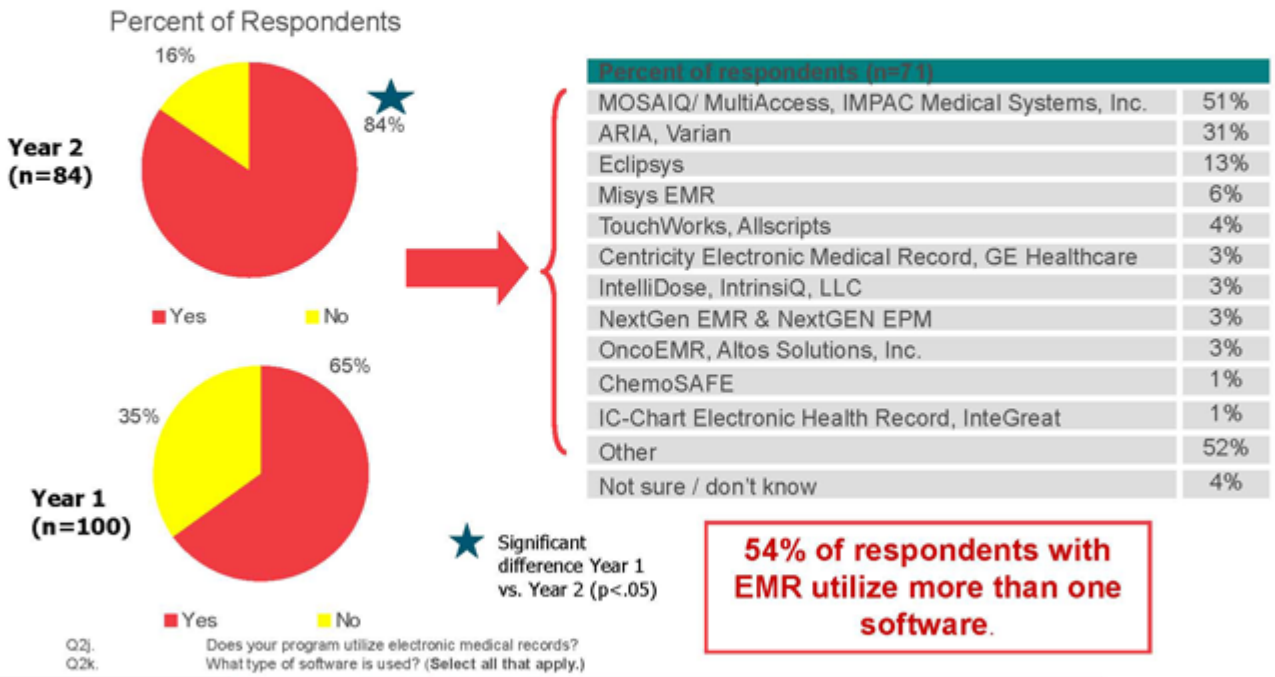 Percent of Respondents
16%
84%
Year 2
(n=84)
Yes
No
65%
35%
Year 1
(n=100)
Yes
No
Significant
difference Year 1
vs. Year 2 (p<.05)
Percent of respondents (n=71)
MOSAIQ/ MultiAccess, IMPAC Medical Systems, Inc. 51%
ARIA, Varian 31%
Eclipsys 13%
Misys EMR 6%
TouchWorks, Allscripts 4%
Centricity Electronic Medical Record, GE Healthcare 3%
IntelliDose, IntrinsiQ, LLC 3%
NextGen EMR & NextGEN EPM 3%
OncoEMR, Altos Solutions, Inc. 3%
ChemoSAFE 1%
IC-Chart Electronic Health Record, InteGreat 1%
Other 52%
Not sure / don't know 4%
54% of respondents with
EMR utilize more than one
software.
Q2j. Does your program utilize electronic medical records?
Q2k. What type of software is used? (Select all that apply.)